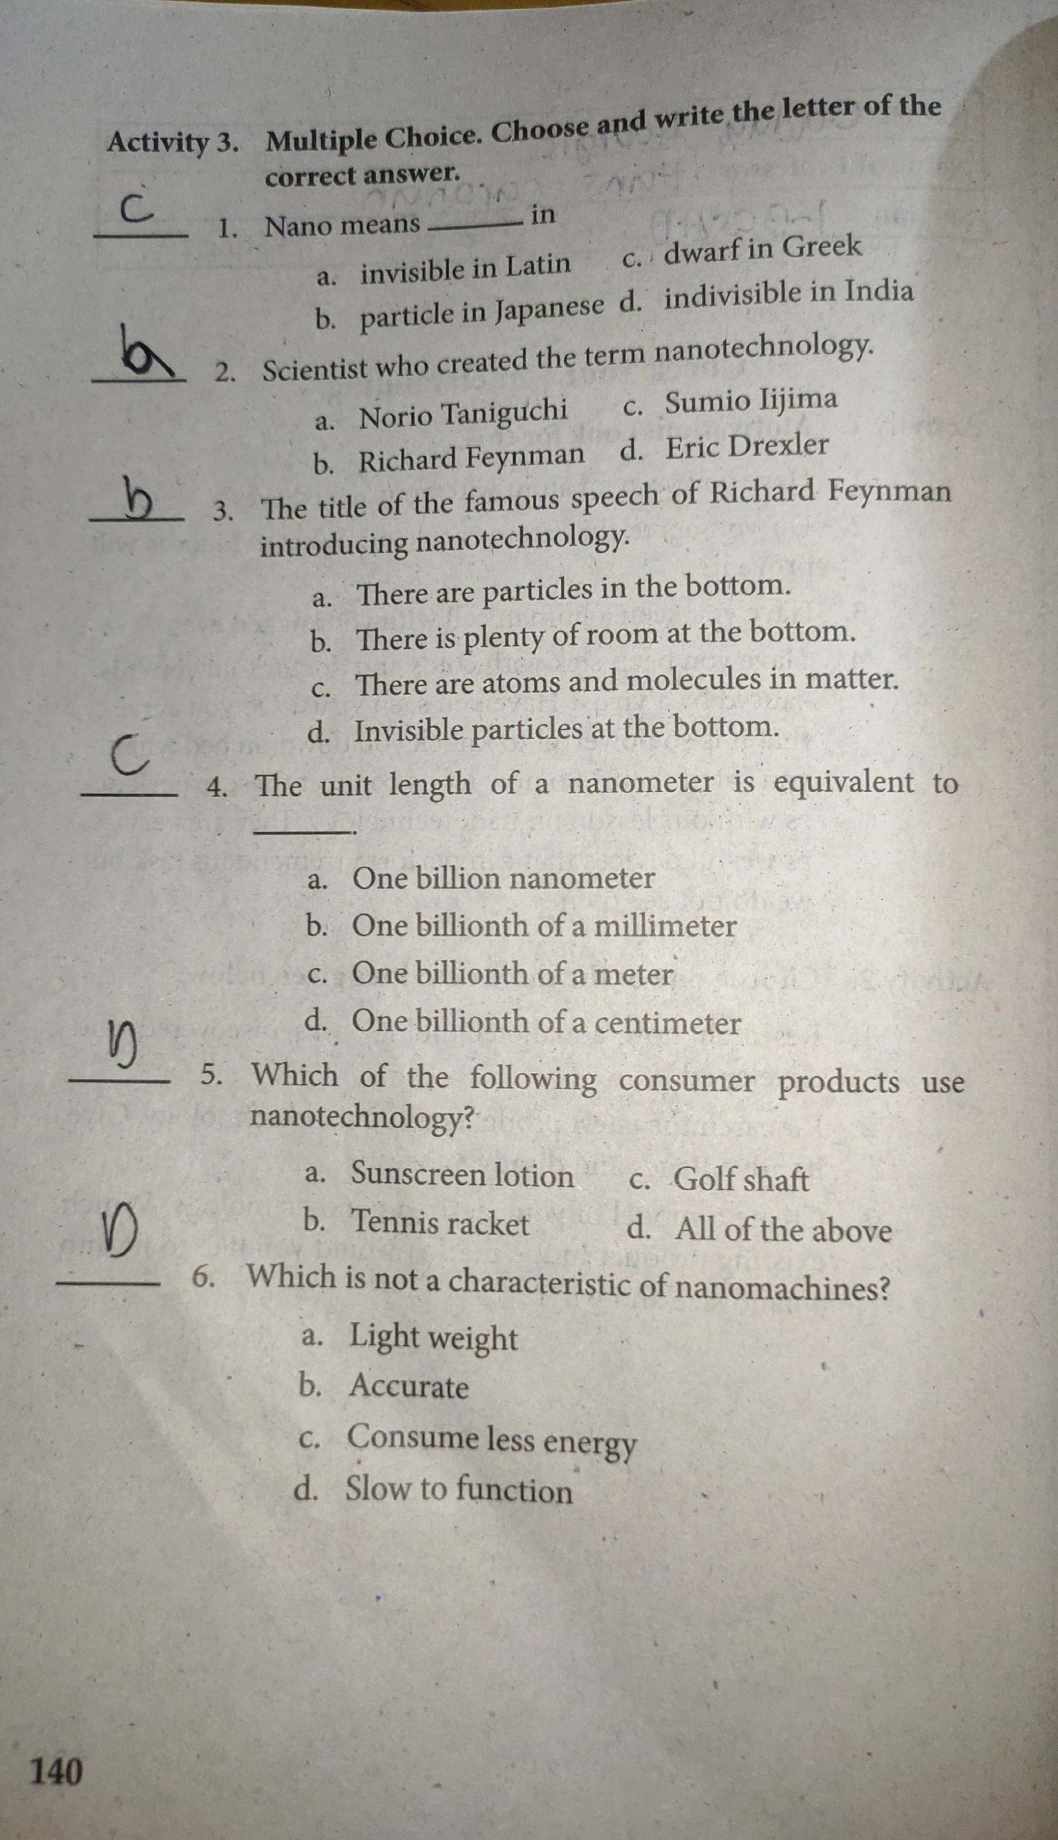 Activity 3. Multiple Choice. Choose and write the letter of the
correct answer.
c 1. Nano means ______ in
a. invisible in Latin c. dwarf in Greek
b. particle in Japanese d. indivisible in India
2. Scientist who created the term nanotechnology.
a. Norio Taniguchi c. Sumio Iijima
b. Richard Feynman d. Eric Drexler
b 3. The title of the famous speech of Richard Feynman
introducing nanotechnology.
a. There are particles in the bottom.
b. There is plenty of room at the bottom.
c. There are atoms and molecules in matter.
d. Invisible particles at the bottom.
C 4. The unit length of a nanometer is equivalent to
______.
a. One billion nanometer
b. One billionth of a millimeter
c. One billionth of a meter
d. One billionth of a centimeter
D 5. Which of the following consumer products use
nanotechnology?
a. Sunscreen lotion c. Golf shaft
b. Tennis racket d. All of the above
D 6. Which is not a characteristic of nanomachines?
a. Light weight
b. Accurate
c. Consume less energy
d. Slow to function
140